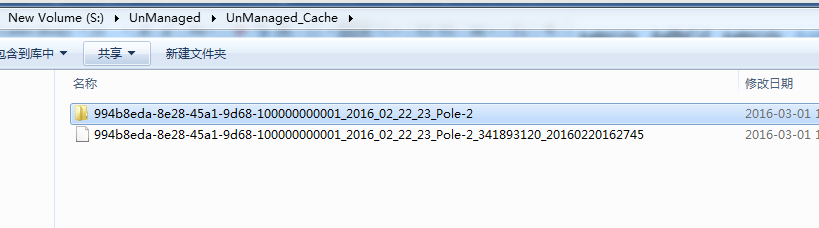 New Volume (S:) ▸ UnManaged ▸ UnManaged_Cache ▸
包含到库中 ▼ 共享 ▼ 新建文件夹
名称 修改日期
994b8eda-8e28-45a1-9d68-100000000001_2016_02_22_23_Pole-2 2016-03-01 1
994b8eda-8e28-45a1-9d68-100000000001_2016_02_22_23_Pole-2_341893120_20160220162745 2016-03-01 1